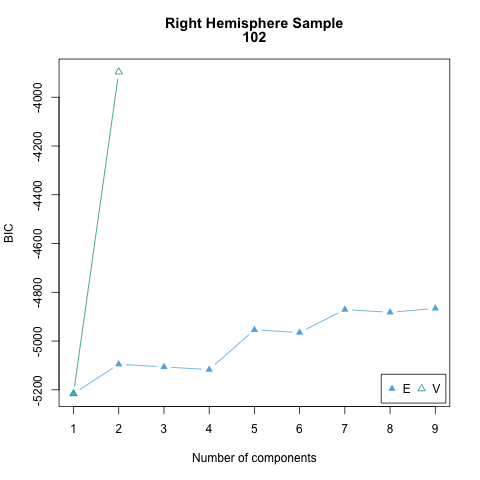 Right Hemisphere Sample
102
BIC
-4000
-4200
-4400
-4600
-4800
-5000
-5200
E V
1 2 3 4 5 6 7 8 9
Number of components